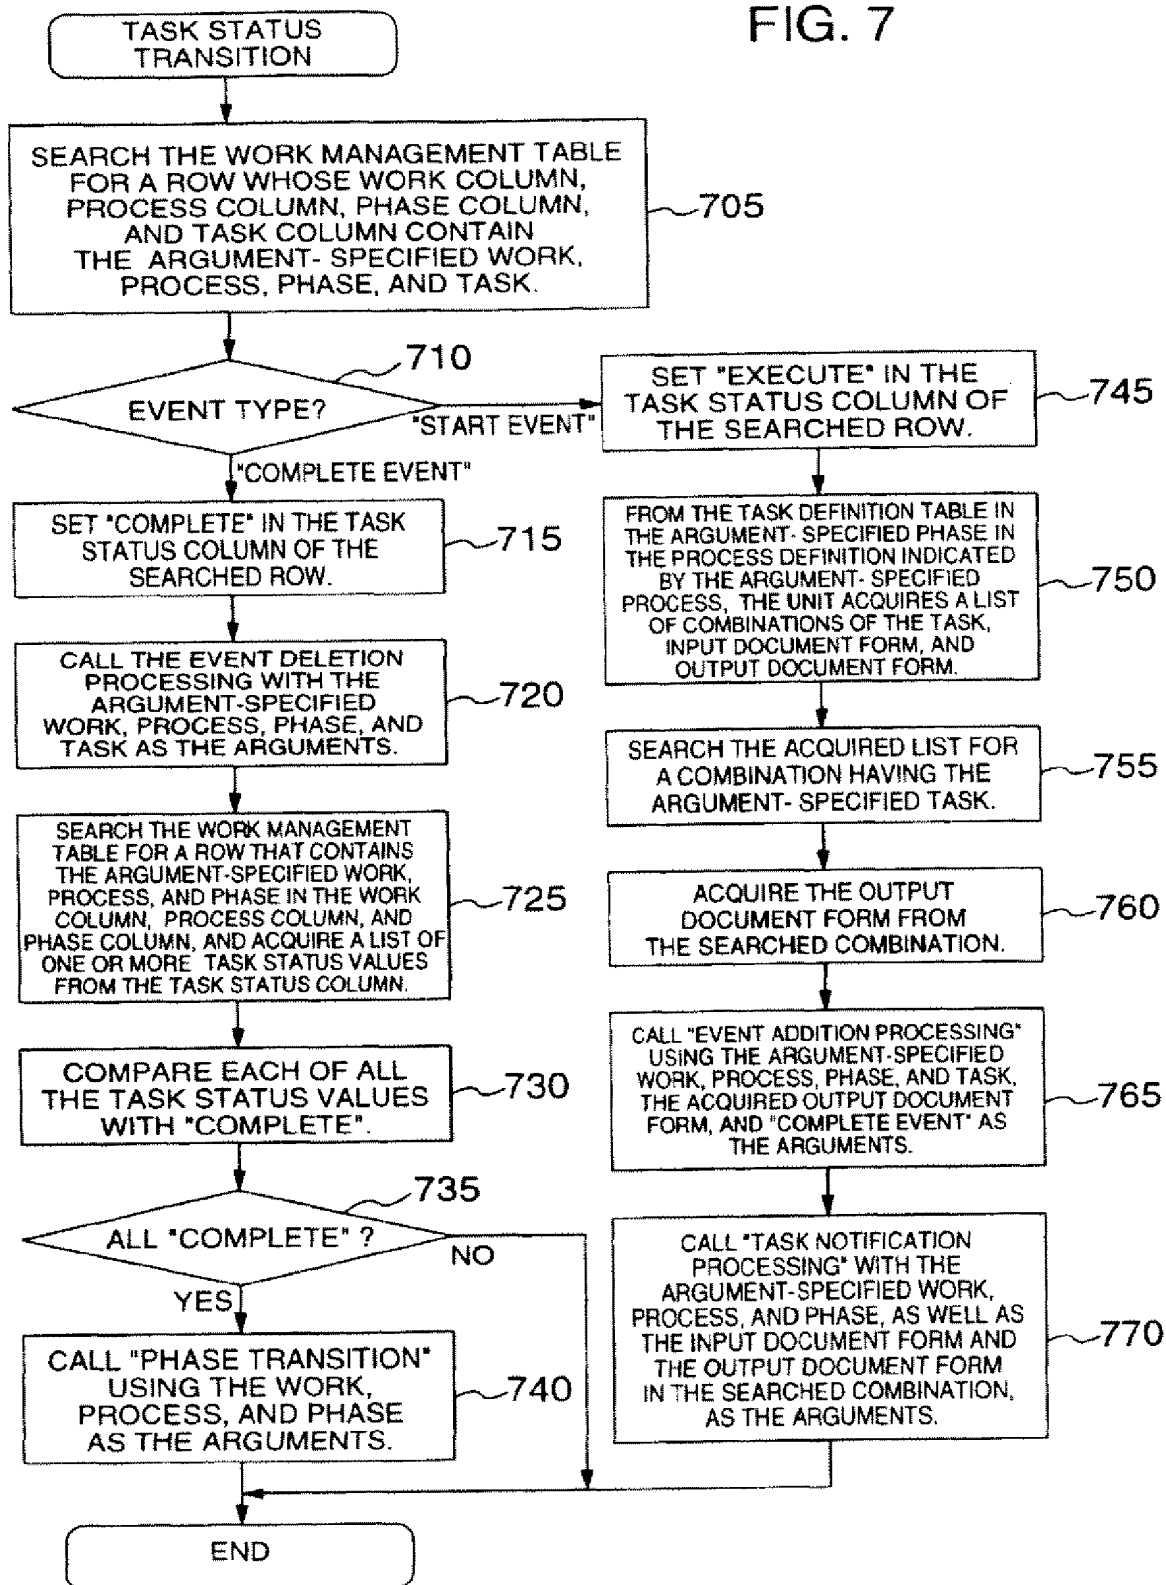 FIG. 7
TASK STATUS
TRANSITION
SEARCH THE WORK MANAGEMENT TABLE
FOR A ROW WHOSE WORK COLUMN,
PROCESS COLUMN, PHASE COLUMN,
AND TASK COLUMN CONTAIN
THE ARGUMENT- SPECIFIED WORK,
PROCESS, PHASE, AND TASK.
705
710
EVENT TYPE?
"START EVENT"
"COMPLETE EVENT"
SET "COMPLETE" IN THE TASK
STATUS COLUMN OF THE
SEARCHED ROW.
715
CALL THE EVENT DELETION
PROCESSING WITH THE
ARGUMENT-SPECIFIED
WORK, PROCESS, PHASE, AND
TASK AS THE ARGUMENTS.
720
SEARCH THE WORK MANAGEMENT
TABLE FOR A ROW THAT CONTAINS
THE ARGUMENT-SPECIFIED WORK,
PROCESS, AND PHASE IN THE WORK
COLUMN, PROCESS COLUMN, AND
PHASE COLUMN, AND ACQUIRE A LIST OF
ONE OR MORE TASK STATUS VALUES
FROM THE TASK STATUS COLUMN.
725
COMPARE EACH OF ALL
THE TASK STATUS VALUES
WITH "COMPLETE".
730
735
ALL "COMPLETE" ?
NO
YES
CALL "PHASE TRANSITION"
USING THE WORK,
PROCESS, AND PHASE
AS THE ARGUMENTS.
740
SET "EXECUTE" IN THE
TASK STATUS COLUMN OF
THE SEARCHED ROW.
745
FROM THE TASK DEFINITION TABLE IN
THE ARGUMENT- SPECIFIED PHASE IN
THE PROCESS DEFINITION INDICATED
BY THE ARGUMENT- SPECIFIED
PROCESS, THE UNIT ACQUIRES A LIST
OF COMBINATIONS OF THE TASK,
INPUT DOCUMENT FORM, AND
OUTPUT DOCUMENT FORM.
750
SEARCH THE ACQUIRED LIST FOR
A COMBINATION HAVING THE
ARGUMENT- SPECIFIED TASK.
755
ACQUIRE THE OUTPUT
DOCUMENT FORM FROM
THE SEARCHED COMBINATION.
760
CALL "EVENT ADDITION PROCESSING"
USING THE ARGUMENT-SPECIFIED
WORK, PROCESS, PHASE, AND TASK,
THE ACQUIRED OUTPUT DOCUMENT
FORM, AND "COMPLETE EVENT" AS
THE ARGUMENTS.
765
CALL "TASK NOTIFICATION
PROCESSING" WITH THE
ARGUMENT-SPECIFIED WORK,
PROCESS, AND PHASE, AS WELL AS
THE INPUT DOCUMENT FORM AND
THE OUTPUT DOCUMENT FORM
IN THE SEARCHED COMBINATION,
AS THE ARGUMENTS.
770
END